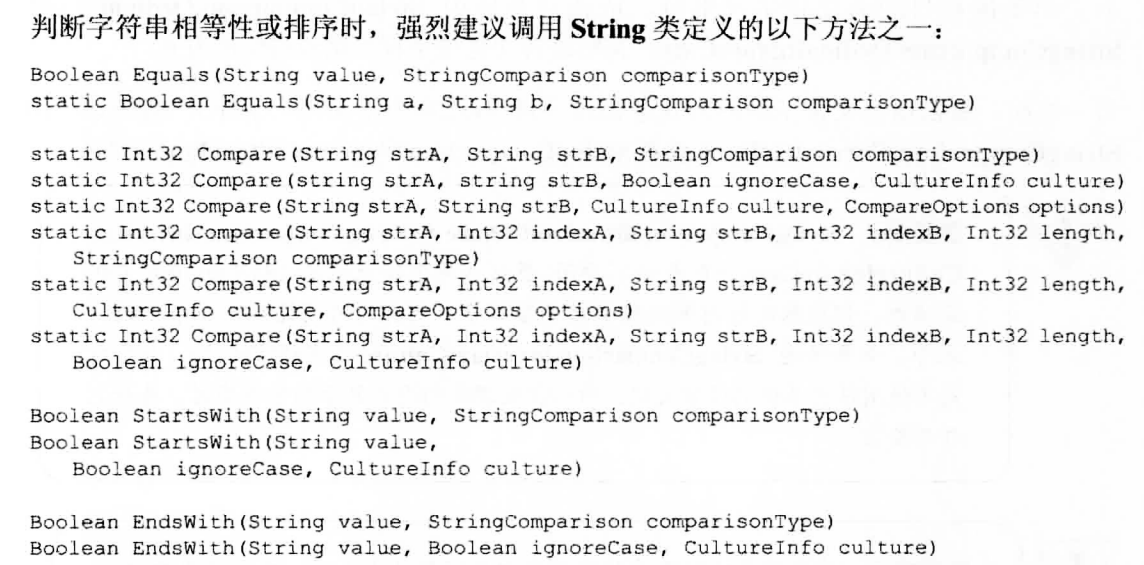 判断字符串相等性或排序时，强烈建议调用 String 类定义的以下方法之一：
Boolean Equals(String value, StringComparison comparisonType)
static Boolean Equals(String a, String b, StringComparison comparisonType)
static Int32 Compare(String strA, String strB, StringComparison comparisonType)
static Int32 Compare(string strA, string strB, Boolean ignoreCase, CultureInfo culture)
static Int32 Compare(String strA, String strB, CultureInfo culture, CompareOptions options)
static Int32 Compare(String strA, Int32 indexA, String strB, Int32 indexB, Int32 length,
StringComparison comparisonType)
static Int32 Compare(String strA, Int32 indexA, String strB, Int32 indexB, Int32 length,
CultureInfo culture, CompareOptions options)
static Int32 Compare(String strA, Int32 indexA, String strB, Int32 indexB, Int32 length,
Boolean ignoreCase, CultureInfo culture)
Boolean StartsWith(String value, StringComparison comparisonType)
Boolean StartsWith(String value,
Boolean ignoreCase, CultureInfo culture)
Boolean EndsWith(String value, StringComparison comparisonType)
Boolean EndsWith(String value, Boolean ignoreCase, CultureInfo culture)